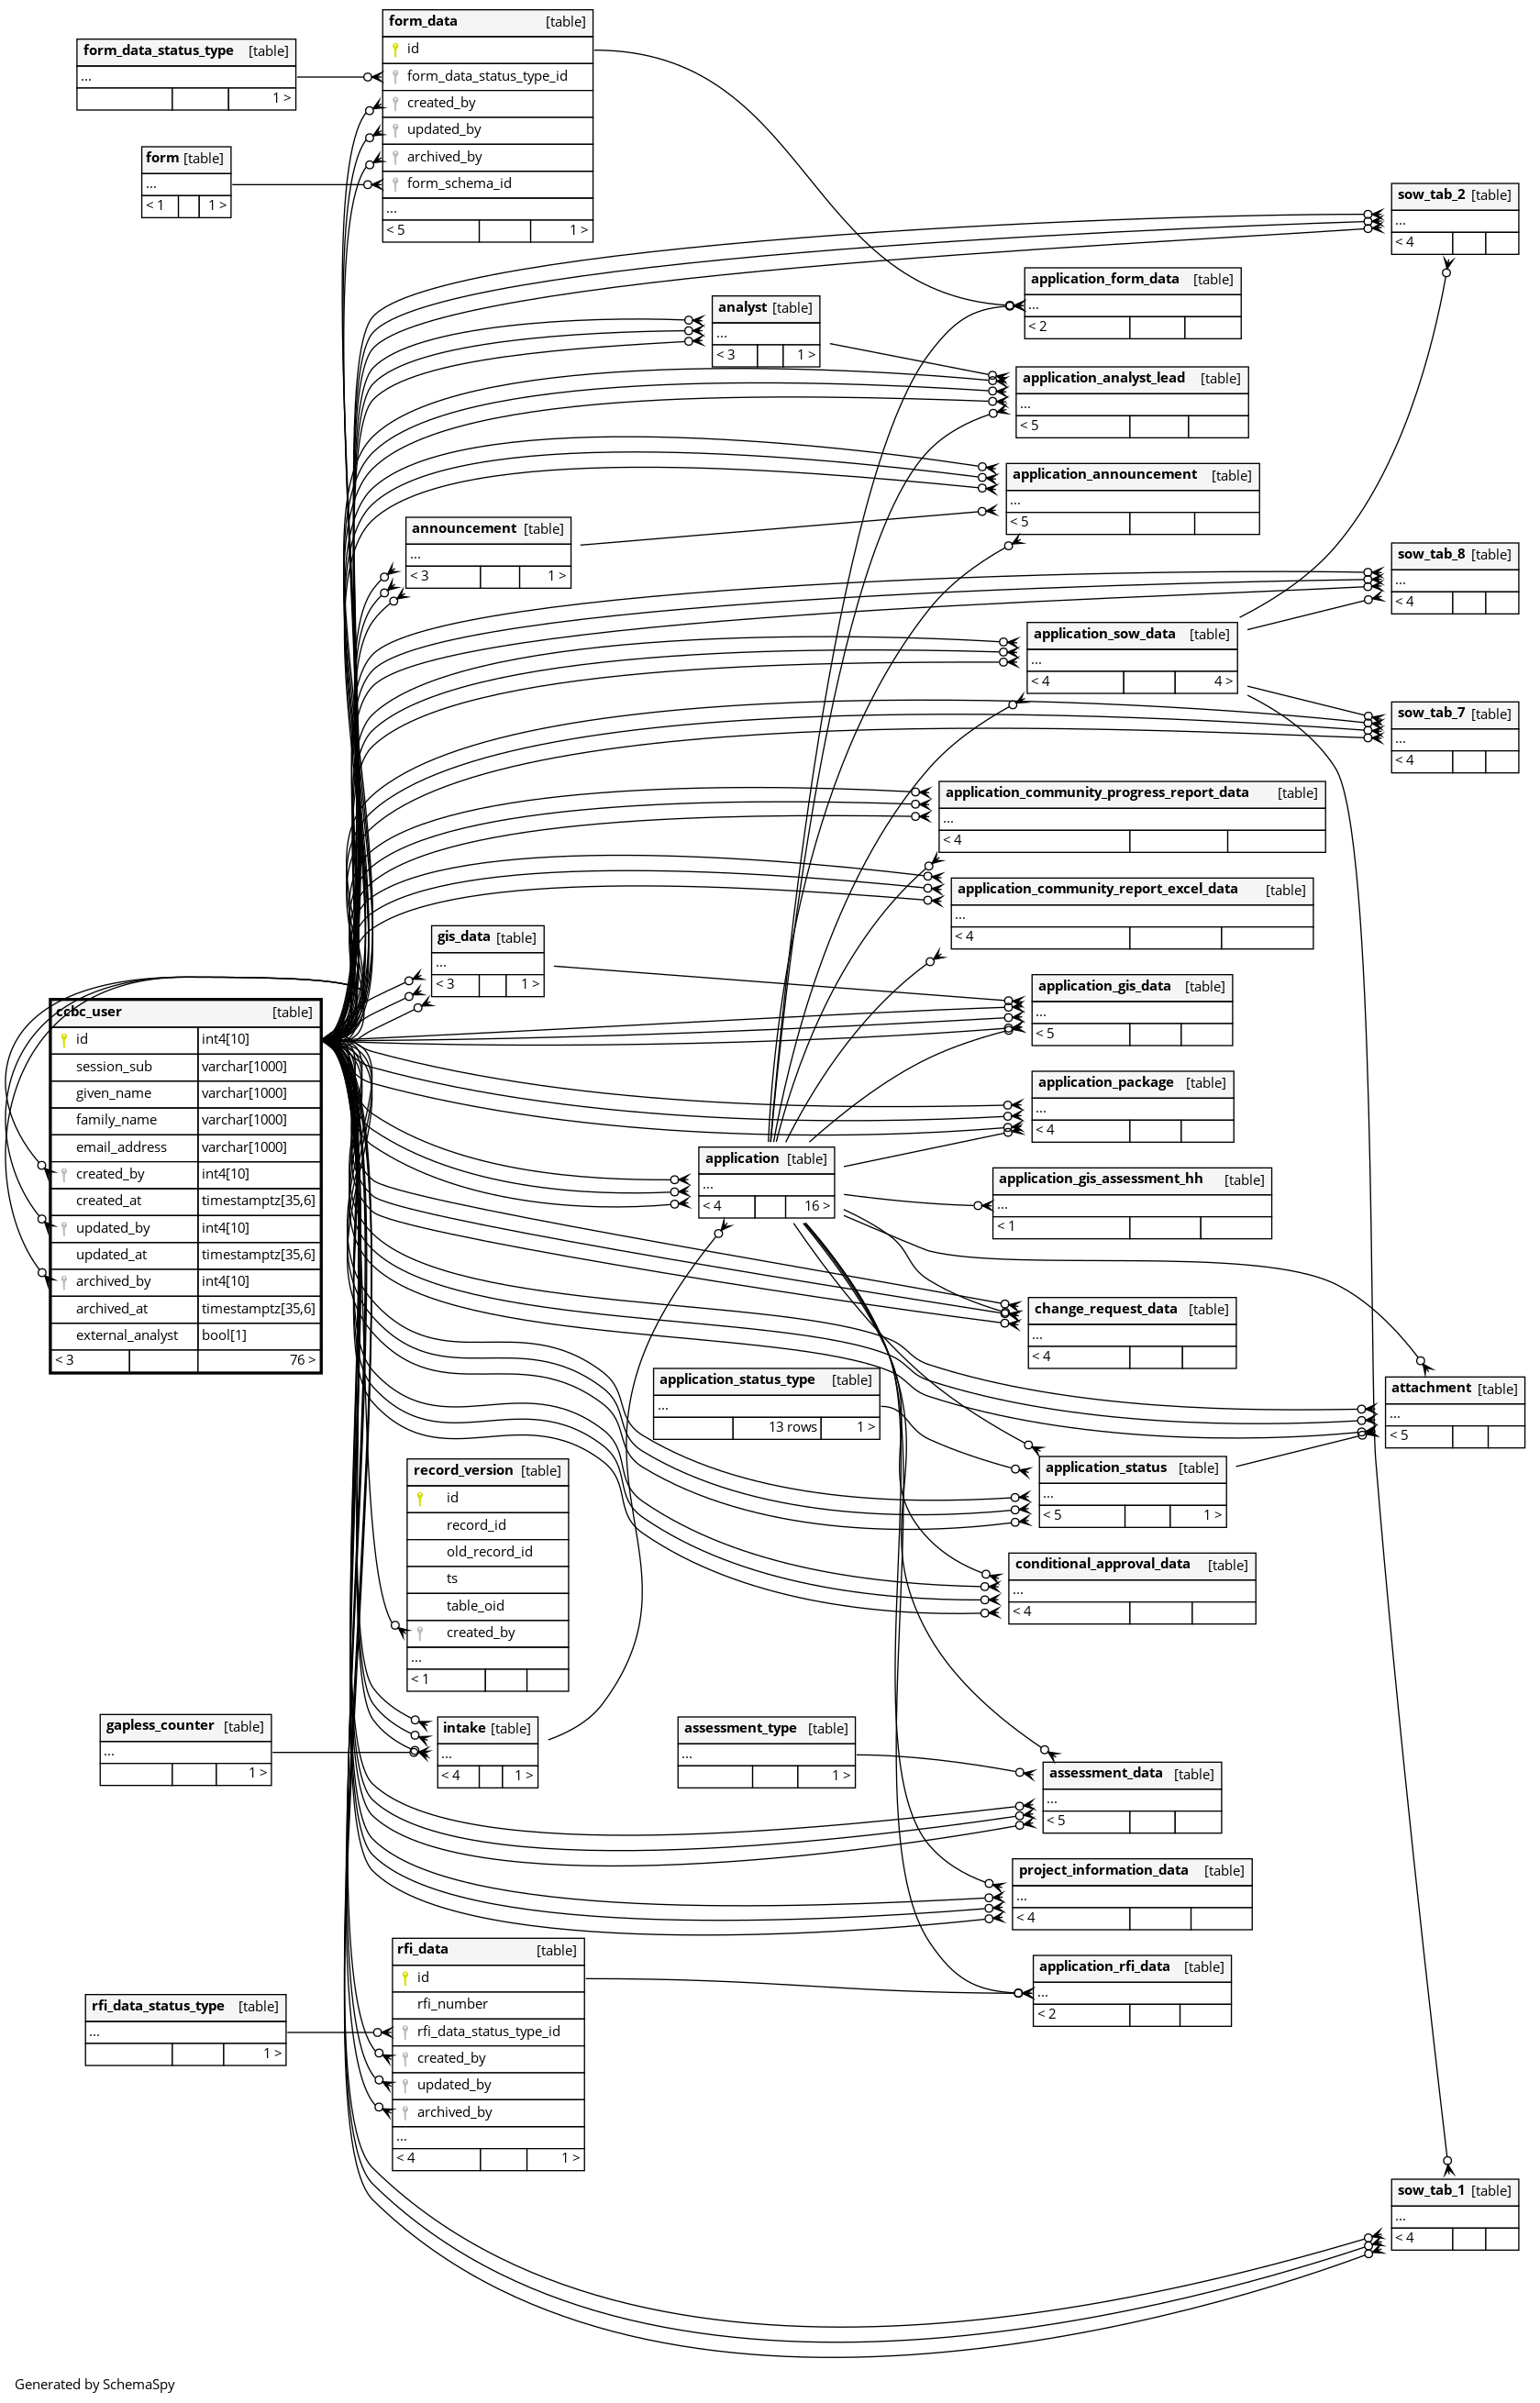 form_data [table]
id
form_data_status_type_id
created_by
updated_by
archived_by
form_schema_id
...
< 5 1 >
form_data_status_type [table]
...
1 >
form [table]
...
< 1 1 >
sow_tab_2 [table]
...
< 4
application_form_data [table]
...
< 2
analyst [table]
...
< 3 1 >
application_analyst_lead [table]
...
< 5
application_announcement [table]
...
< 5
announcement [table]
...
< 3 1 >
sow_tab_8 [table]
...
< 4
application_sow_data [table]
...
< 4 4 >
sow_tab_7 [table]
...
< 4
application_community_progress_report_data [table]
...
< 4
application_community_report_excel_data [table]
...
< 4
gis_data [table]
...
< 3 1 >
application_gis_data [table]
...
< 5
ccbc_user [table]
id int4[10]
session_sub varchar[1000]
given_name varchar[1000]
family_name varchar[1000]
email_address varchar[1000]
created_by int4[10]
created_at timestamptz[35,6]
updated_by int4[10]
updated_at timestamptz[35,6]
archived_by int4[10]
archived_at timestamptz[35,6]
external_analyst bool[1]
< 3 76 >
application_package [table]
...
< 4
application [table]
...
< 4 16 >
application_gis_assessment_hh [table]
...
< 1
change_request_data [table]
...
< 4
application_status_type [table]
...
13 rows 1 >
attachment [table]
...
< 5
application_status [table]
...
< 5 1 >
record_version [table]
id
record_id
old_record_id
ts
table_oid
created_by
...
< 1
conditional_approval_data [table]
...
< 4
gapless_counter [table]
...
1 >
intake [table]
...
< 4 1 >
assessment_type [table]
...
1 >
assessment_data [table]
...
< 5
project_information_data [table]
...
< 4
rfi_data [table]
id
rfi_number
rfi_data_status_type_id
created_by
updated_by
archived_by
...
< 4 1 >
application_rfi_data [table]
...
< 2
rfi_data_status_type [table]
...
1 >
sow_tab_1 [table]
...
< 4
Generated by SchemaSpy